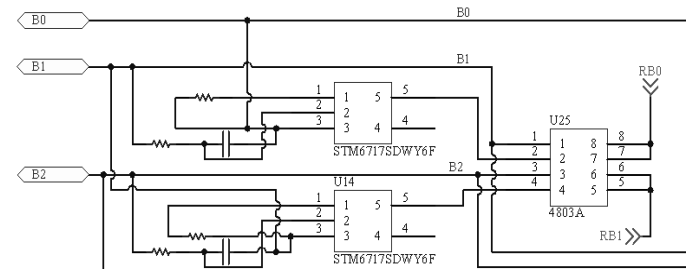 B0
B0
B1
B1
RB0
1 1 5 5
2 2
3 3 4 4
STM6717SDWY6F
U25
1 1 8 8
2 2 7 7
3 3 6 6
4 4 5 5
4803A
B2
B2
U14
1 1 5 5
2 2
3 3 4 4
STM6717SDWY6F
RB1